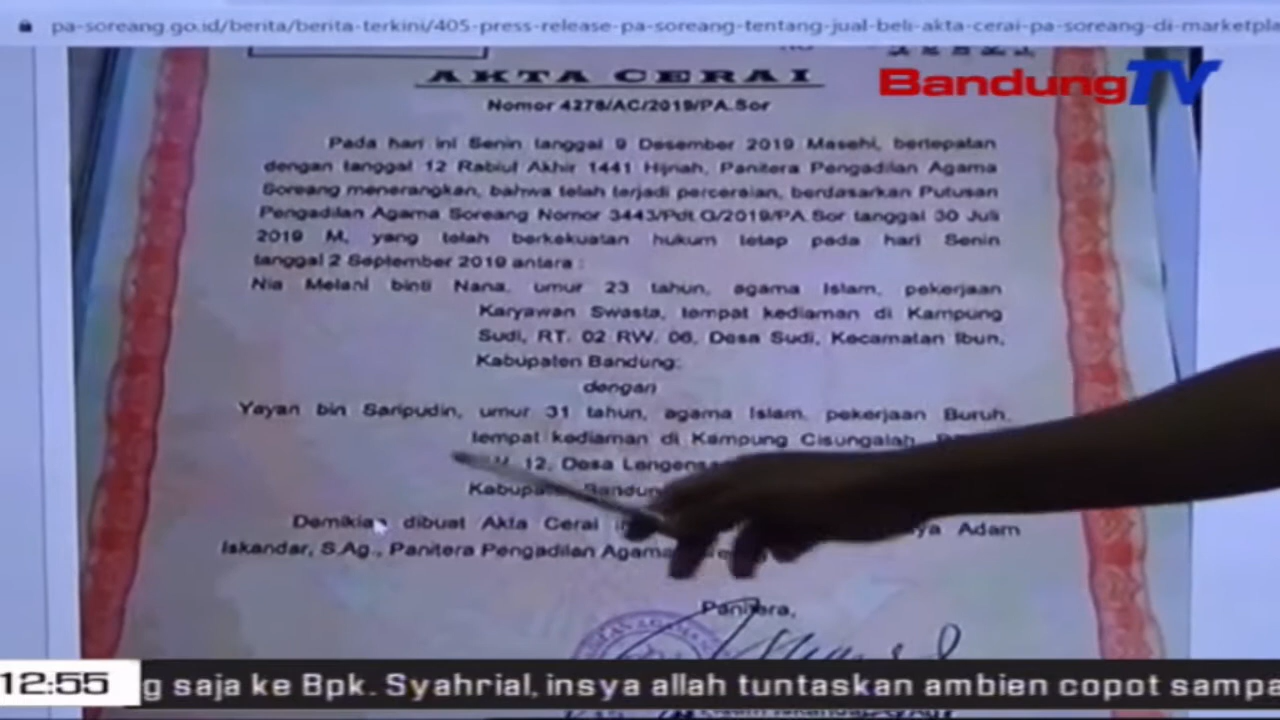 pa-soreang.go.id/berita/berita-terkini/405-press-release-pa-soreang-tentang-jual-beli-akta-cerai-pa-soreang-di-marketpla
BandungTV
AKTA CERAI
Nomor 4278/AC/2019/PA.Sor
Pada hari ini Senin tanggal 9 Desember 2019 Masehi, bertepatan
dengan tanggal 12 Rabiul Akhir 1441 Hijriah, Panitera Pengadilan Agama
Soreang menerangkan, bahwa telah terjadi perceraian, berdasarkan Putusan
Pengadilan Agama Soreang Nomor 3443/Pdt.G/2019/PA.Sor tanggal 30 Juli
2019 M, yang telah berkekuatan hukum tetap pada hari Senin
tanggal 2 September 2019 antara :
Nia Melani binti Nana, umur 23 tahun, agama Islam, pekerjaan
Karyawan Swasta, tempat kediaman di Kampung
Sudi, RT. 02 RW. 06, Desa Sudi, Kecamatan Ibun,
Kabupaten Bandung;
dengan
Yayan bin Saripudin, umur 31 tahun, agama Islam, pekerjaan Buruh,
tempat kediaman di Kampung Cisungalah,
12, Desa
Bandung
Demikian dibuat Akta Cerai Adam
Iskandar, S.Ag., Panitera Pengadilan Agama
Panitera,
12:55
g saja ke Bpk. Syahrial, insya allah tuntaskan ambien copot sampa